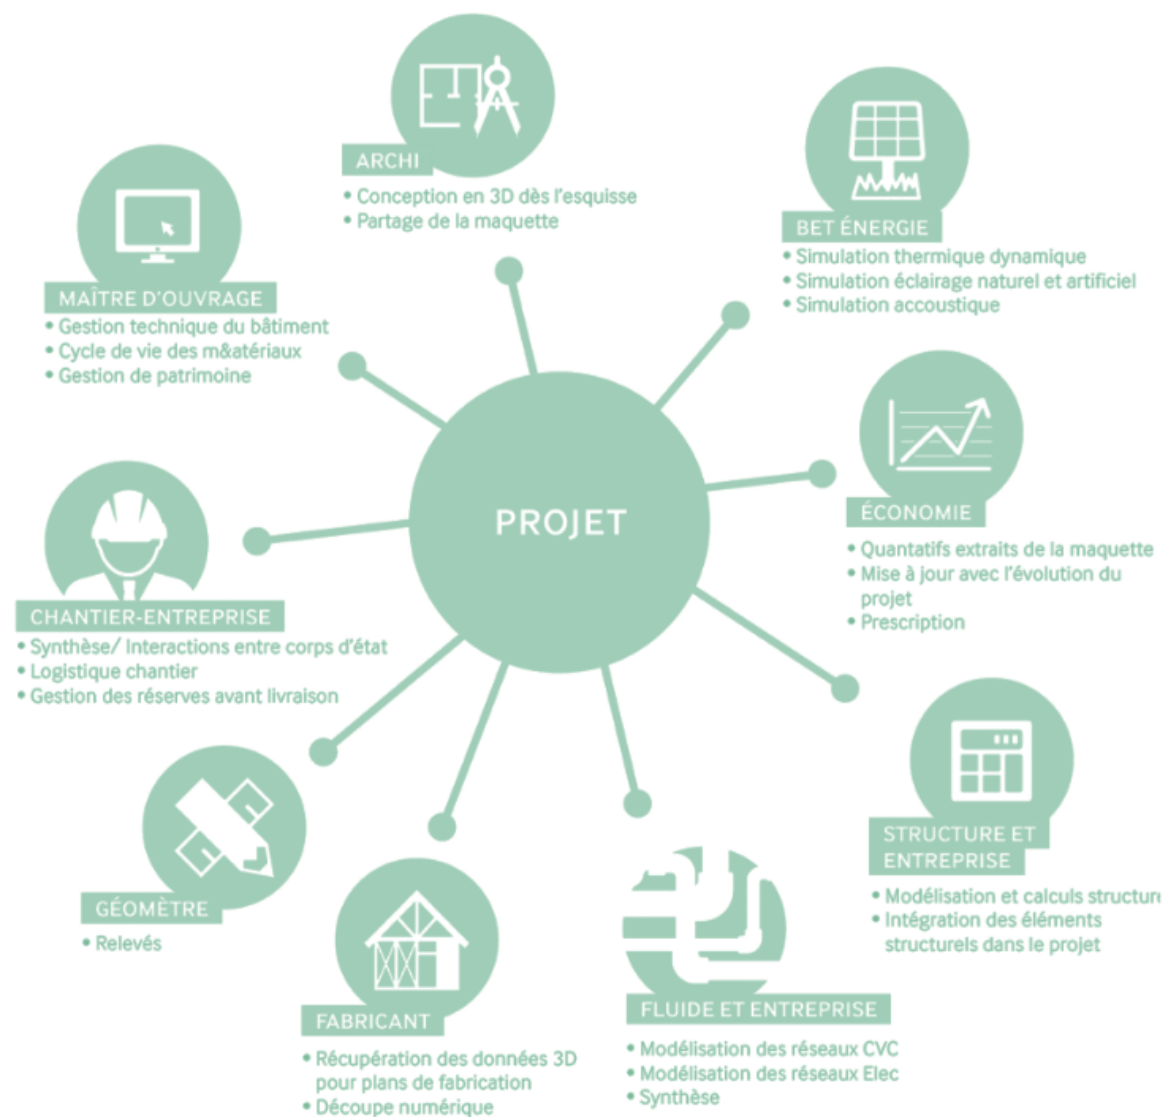 ARCHI
• Conception en 3D dès l'esquisse
• Partage de la maquette
BET ÉNERGIE
• Simulation thermique dynamique
• Simulation éclairage naturel et artificiel
• Simulation accoustique
MAÎTRE D'OUVRAGE
• Gestion technique du bâtiment
• Cycle de vie des m&atériaux
• Gestion de patrimoine
PROJET
ÉCONOMIE
• Quantatifs extraits de la maquette
• Mise à jour avec l'évolution du
projet
• Prescription
CHANTIER-ENTREPRISE
• Synthèse/ Interactions entre corps d'état
• Logistique chantier
• Gestion des réserves avant livraison
STRUCTURE ET
ENTREPRISE
• Modélisation et calculs structure
• Intégration des éléments
structurels dans le projet
GÉOMÈTRE
• Relevés
FABRICANT
• Récupération des données 3D
pour plans de fabrication
• Découpe numérique
FLUIDE ET ENTREPRISE
• Modélisation des réseaux CVC
• Modélisation des réseaux Elec
• Synthèse